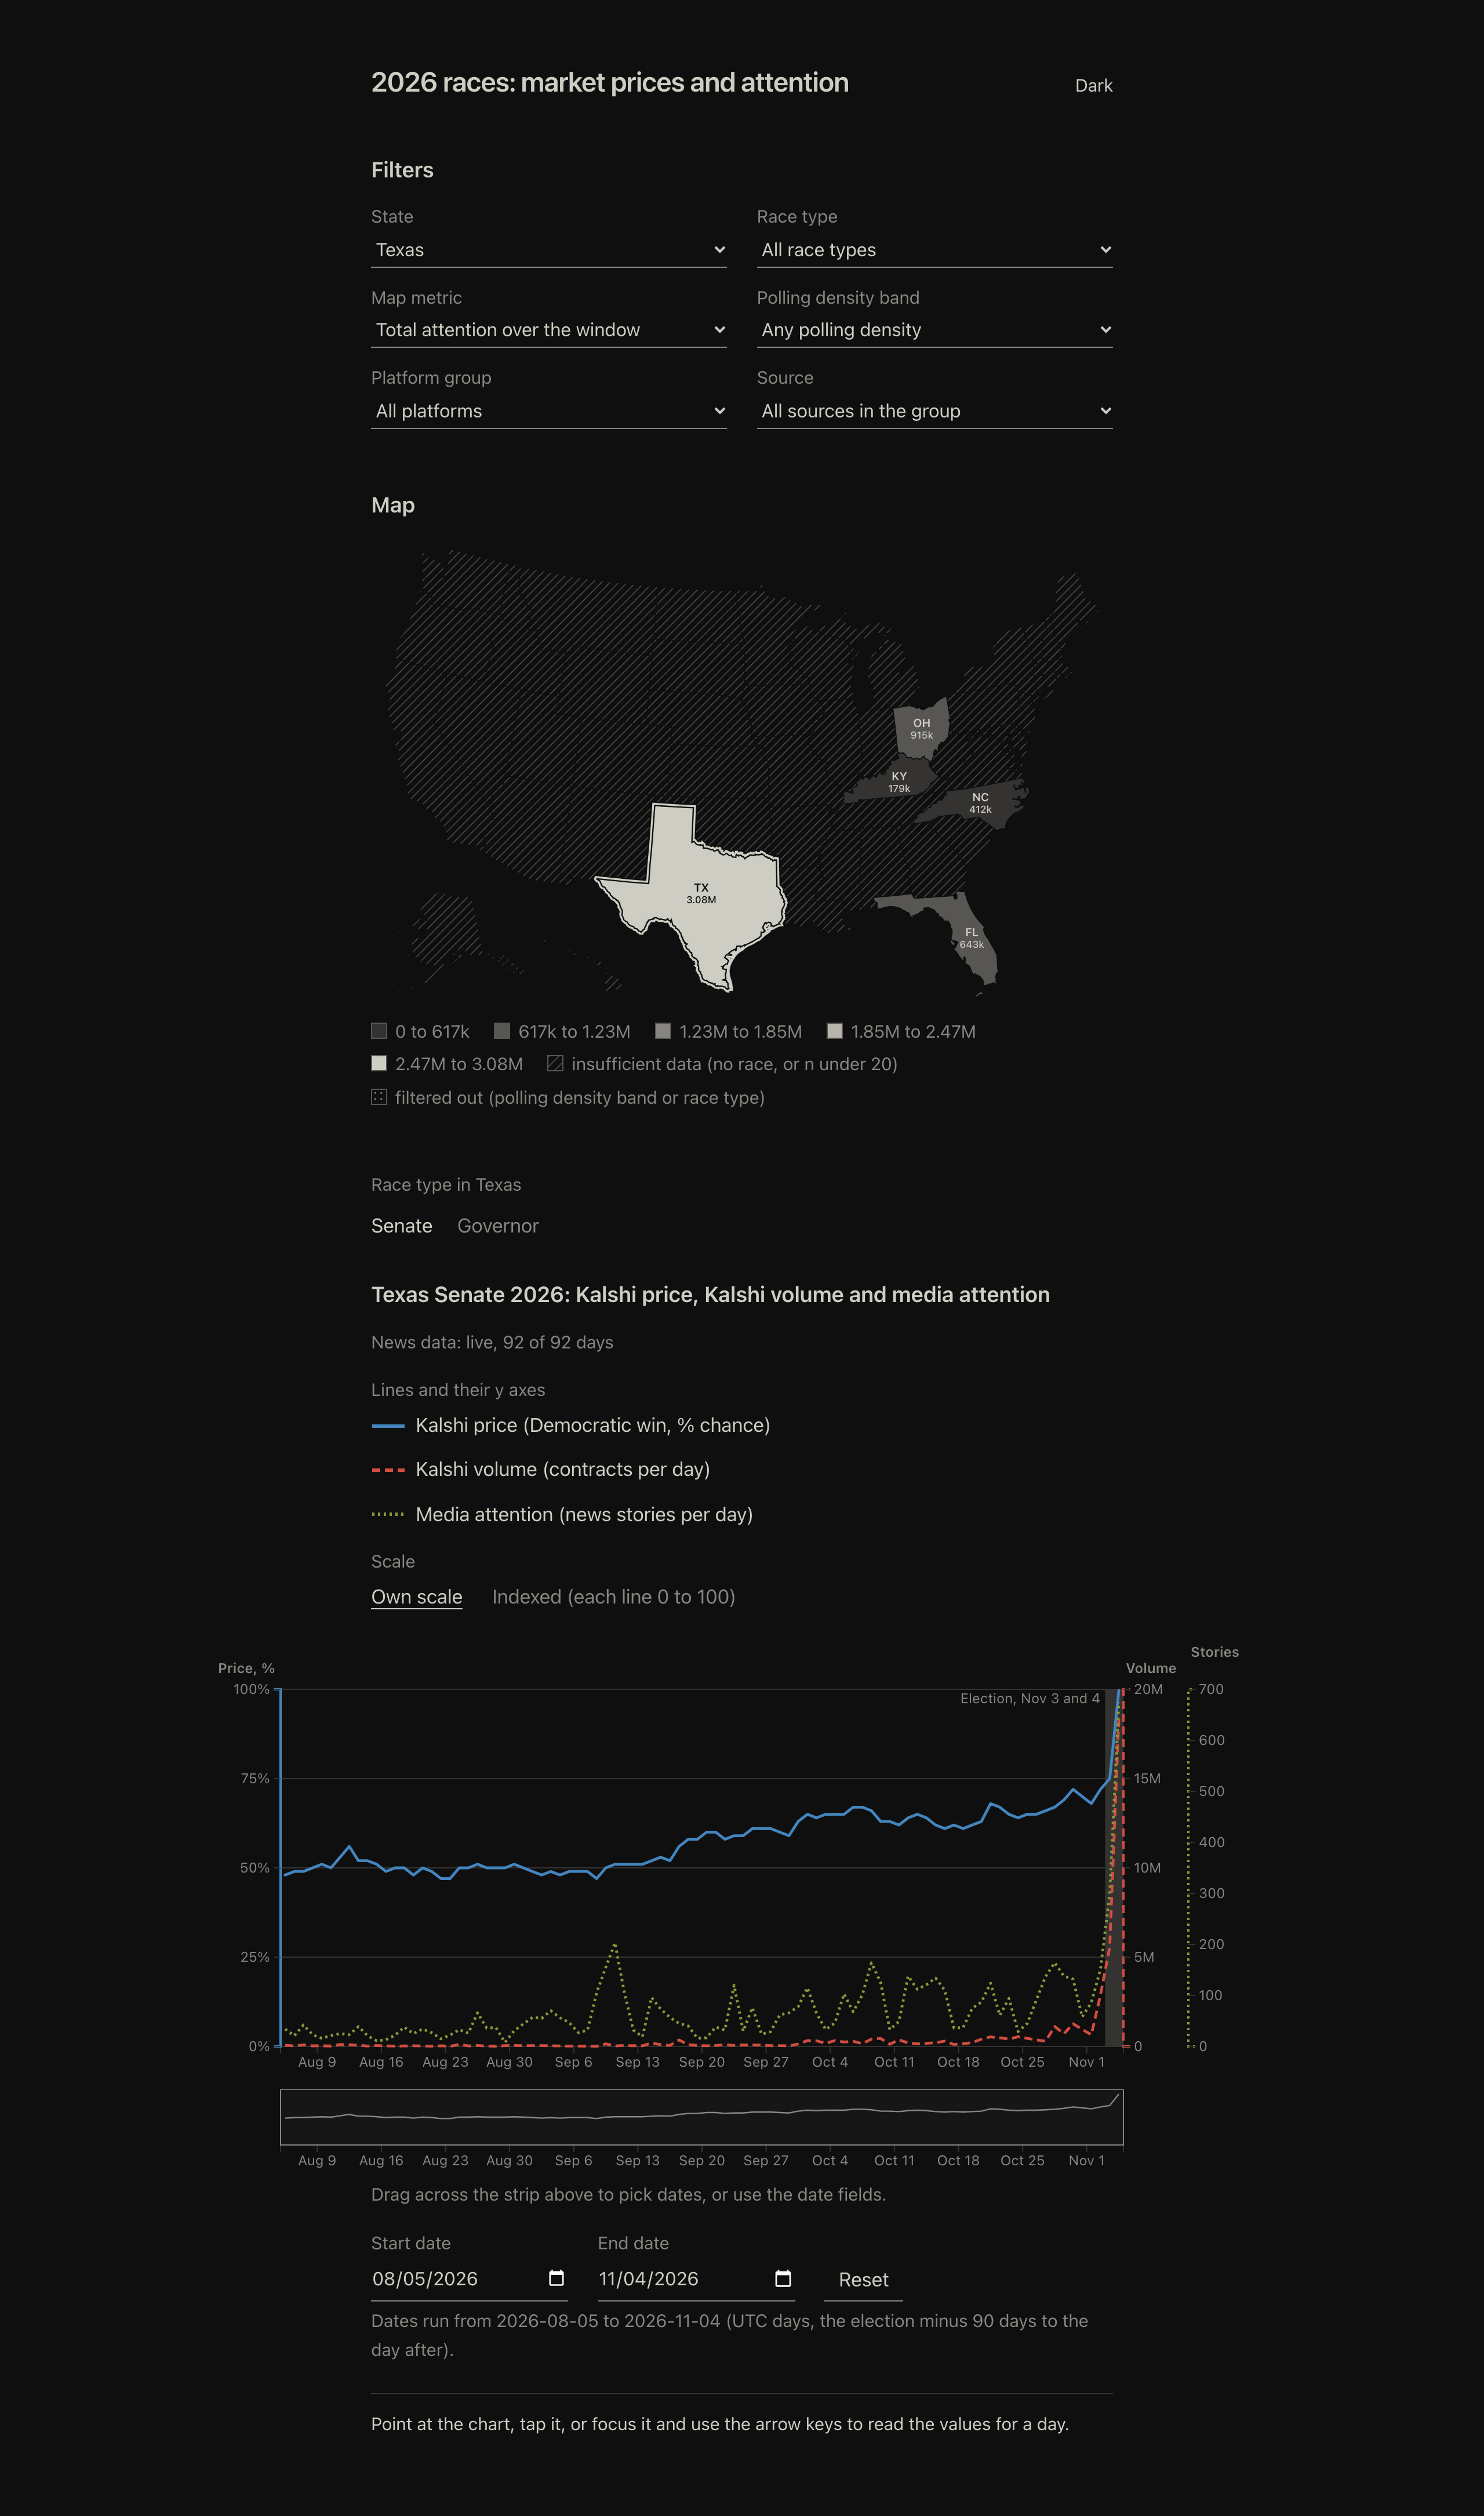 2026 races: market prices and attention
Dark
Filters
State
Race type
Texas
All race types
Map metric
Polling density band
Total attention over the window
Any polling density
Platform group
Source
All platforms
All sources in the group
Map
OH
915k
KY
179k
NC
412k
TX
3.08M
FL
643k
0 to 617k
617k to 1.23M
1.23M to 1.85M
1.85M to 2.47M
2.47M to 3.08M
insufficient data (no race, or n under 20)
filtered out (polling density band or race type)
Race type in Texas
Senate
Governor
Texas Senate 2026: Kalshi price, Kalshi volume and media attention
News data: live, 92 of 92 days
Lines and their y axes
Kalshi price (Democratic win, % chance)
Kalshi volume (contracts per day)
Media attention (news stories per day)
Scale
Own scale
Indexed (each line 0 to 100)
Stories
Price, %
Volume
100%
20M
700
Election, Nov 3 and 4
600
75%
15M
500
400
50%
10M
300
200
25%
5M
100
0%
0
0
Aug 9
Aug 16
Aug 23
Aug 30
Sep 6
Sep 13
Sep 20
Sep 27
Oct 4
Oct 11
Oct 18
Oct 25
Nov 1
Aug 9
Aug 16
Aug 23
Aug 30
Sep 6
Sep 13
Sep 20
Sep 27
Oct 4
Oct 11
Oct 18
Oct 25
Nov 1
Drag across the strip above to pick dates, or use the date fields.
Start date
End date
08/05/2026
11/04/2026
Reset
Dates run from 2026-08-05 to 2026-11-04 (UTC days, the election minus 90 days to the
day after).
Point at the chart, tap it, or focus it and use the arrow keys to read the values for a day.